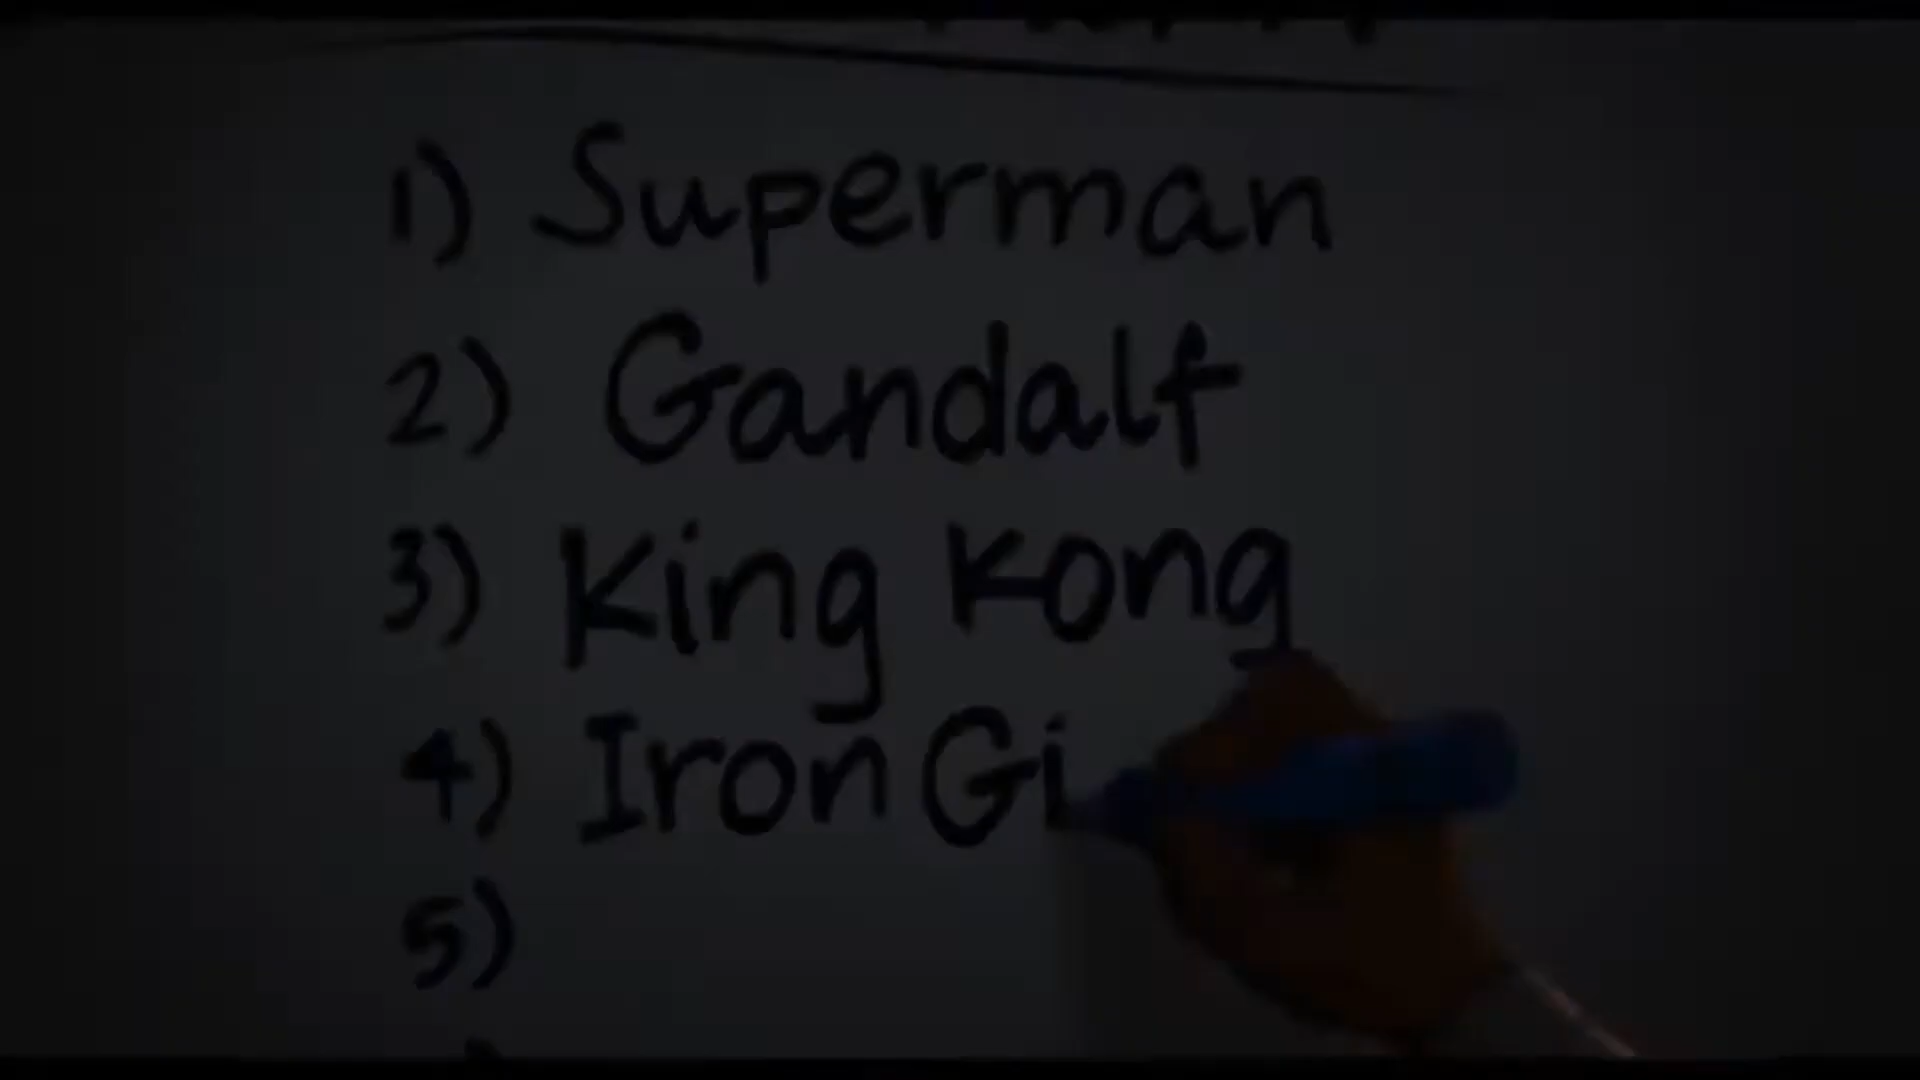 1) Superman
2) Gandalf
3) King Kong
4) Iron Gi
5)